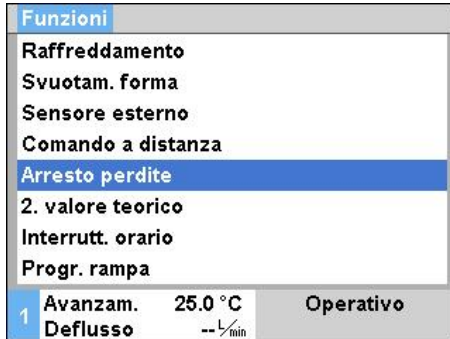 Funzioni
Raffreddamento
Svuotam. forma
Sensore esterno
Comando a distanza
Arresto perdite
2. valore teorico
Interrutt. orario
Progr. rampa
1 Avanzam. 25.0 °C Operativo
Deflusso -- L/min